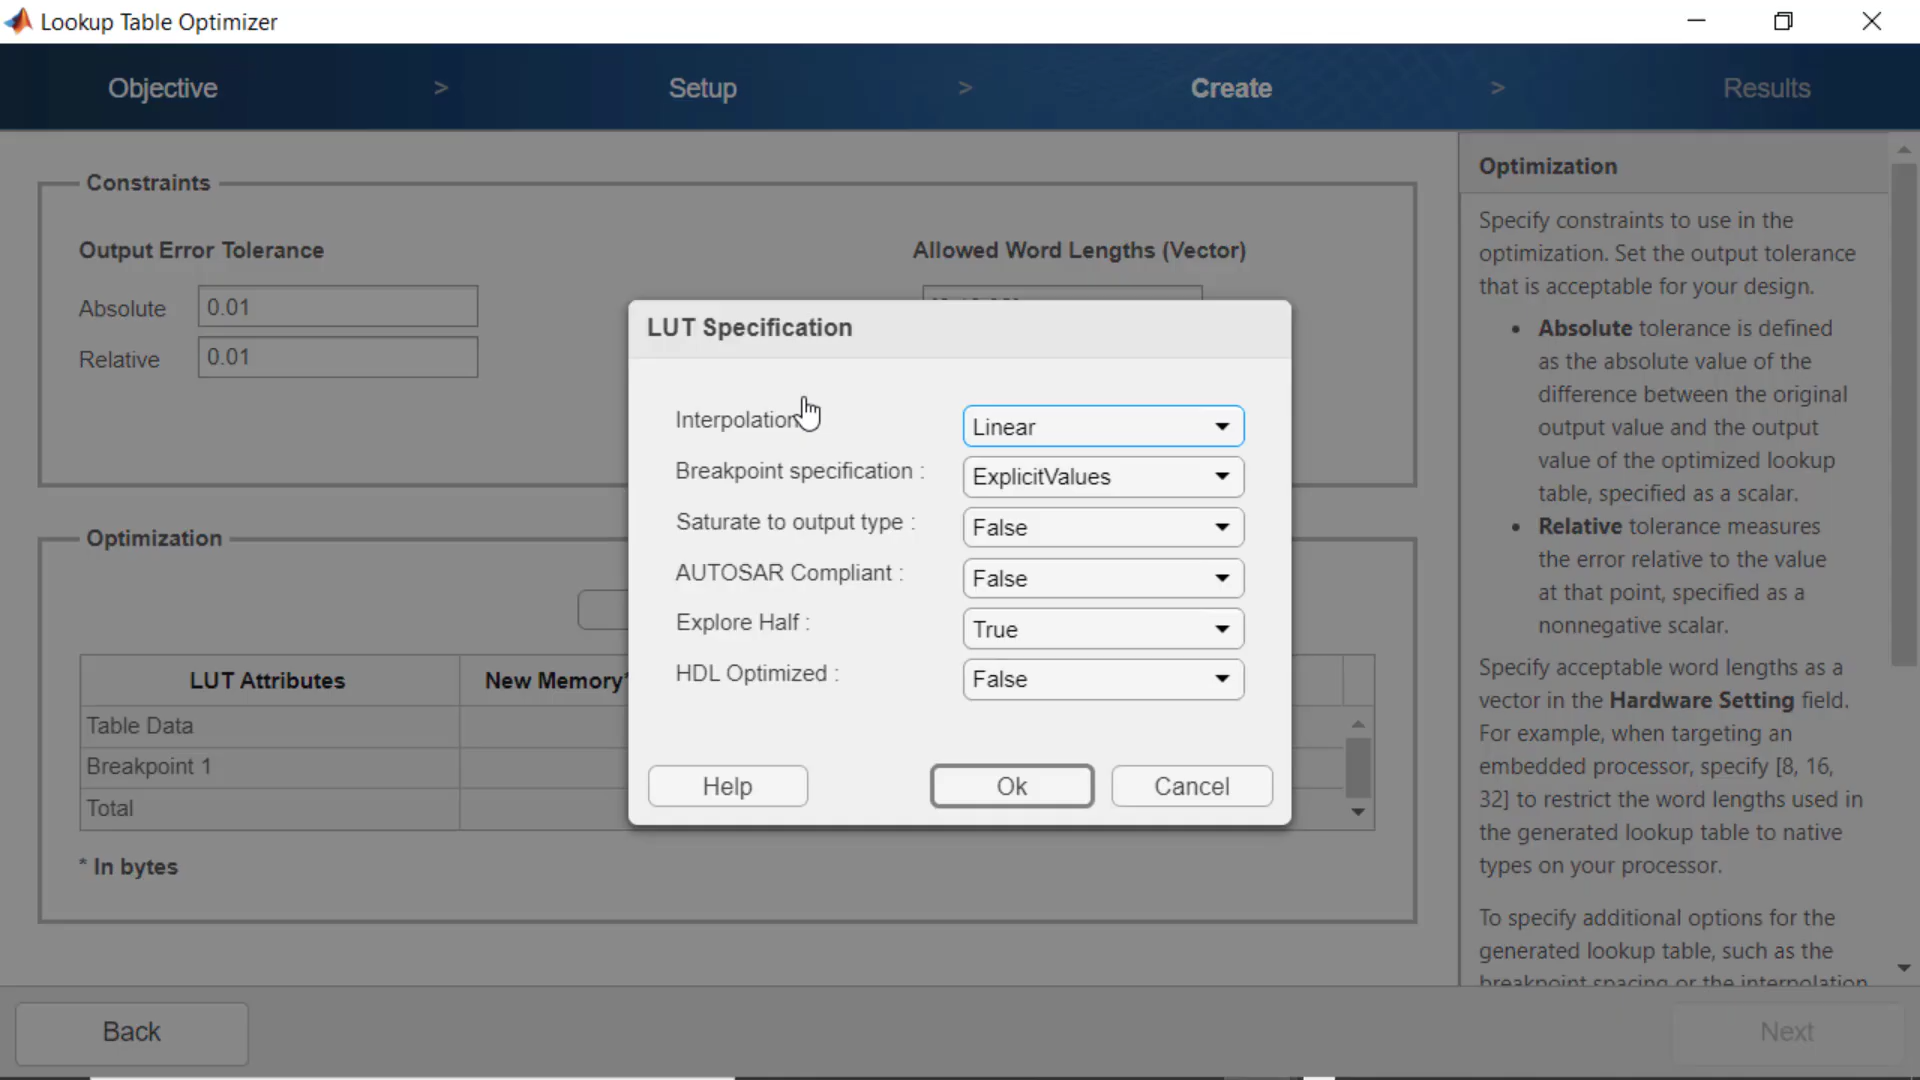 Lookup Table Optimizer
Objective > Setup > Create > Results
Constraints
Output Error Tolerance
Absolute 0.01
Relative 0.01
Allowed Word Lengths (Vector)
Optimization
LUT Attributes New Memory*
Table Data
Breakpoint 1
Total
* In bytes
LUT Specification
Interpolation
Linear
Breakpoint specification :
ExplicitValues
Saturate to output type :
False
AUTOSAR Compliant :
False
Explore Half :
True
HDL Optimized :
False
Help Ok Cancel
Optimization
Specify constraints to use in the
optimization. Set the output tolerance
that is acceptable for your design.
• Absolute tolerance is defined
as the absolute value of the
difference between the original
output value and the output
value of the optimized lookup
table, specified as a scalar.
• Relative tolerance measures
the error relative to the value
at that point, specified as a
nonnegative scalar.
Specify acceptable word lengths as a
vector in the Hardware Setting field.
For example, when targeting an
embedded processor, specify [8, 16,
32] to restrict the word lengths used in
the generated lookup table to native
types on your processor.
To specify additional options for the
generated lookup table, such as the
breakpoint spacing or the interpolation
Back Next